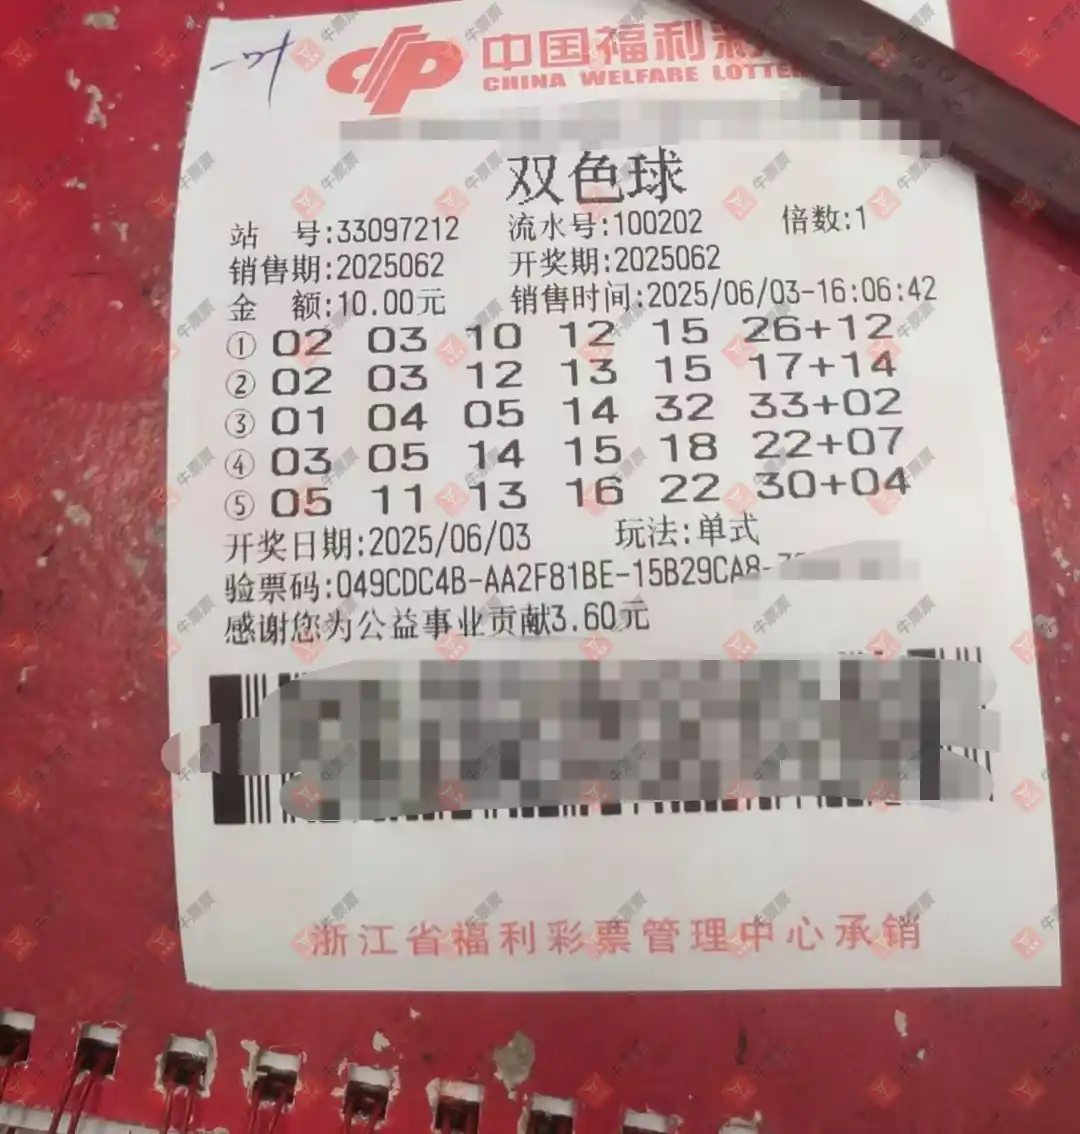 一叶
中国福利彩
CHINA WELFARE LOTTE
双色球
站 号:33097212 流水号:100202 倍数:1
销售期:2025062 开奖期:2025062
金 额:10.00元 销售时间:2025/06/03-16:06:42
① 02 03 10 12 15 26+12
② 02 03 12 13 15 17+14
③ 01 04 05 14 32 33+02
④ 03 05 14 15 18 22+07
⑤ 05 11 13 16 22 30+04
开奖日期:2025/06/03 玩法:单式
验票码:049CDC4B-AA2F81BE-15B29CA8-
感谢您为公益事业贡献3.60元
浙江省福利彩票管理中心承销
牛票票